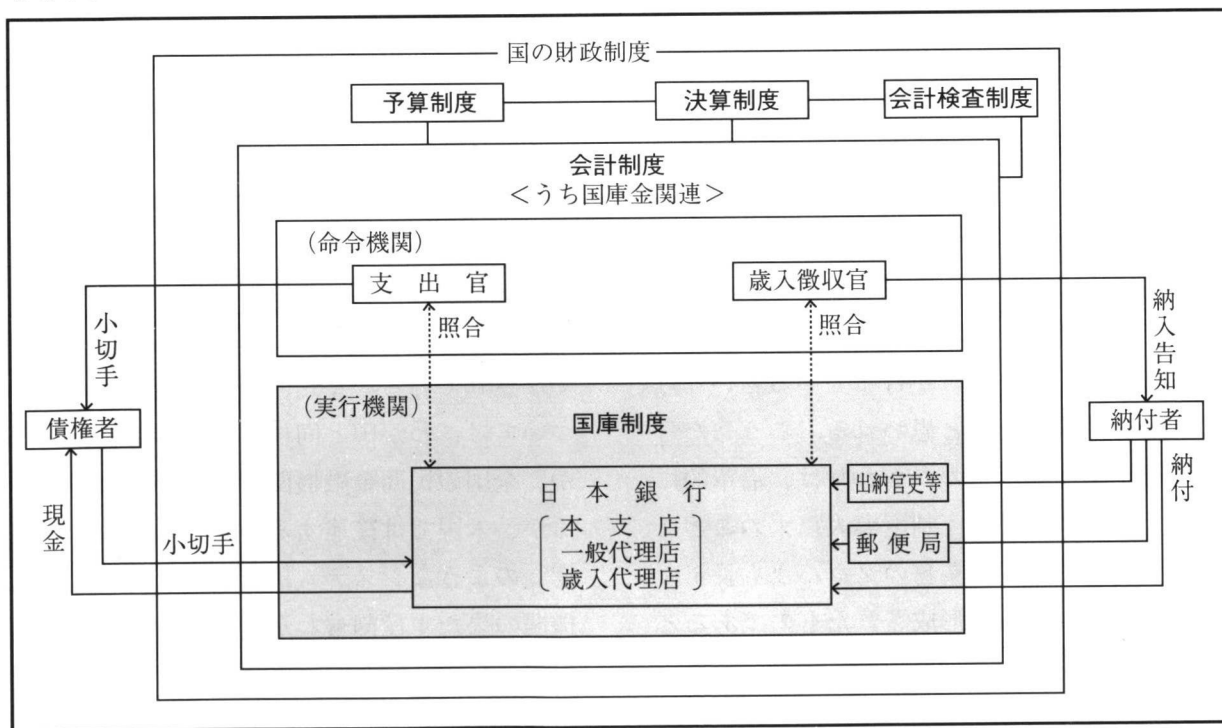 国の財政制度
予算制度
決算制度
会計検査制度
会計制度
＜うち国庫金関連＞
（命令機関）
支出官
歳入徴収官
照合
照合
小切手
納入告知
（実行機関）
国庫制度
債権者
納付者
日本銀行
本支店
一般代理店
歳入代理店
出納官吏等
郵便局
現金
小切手
納付